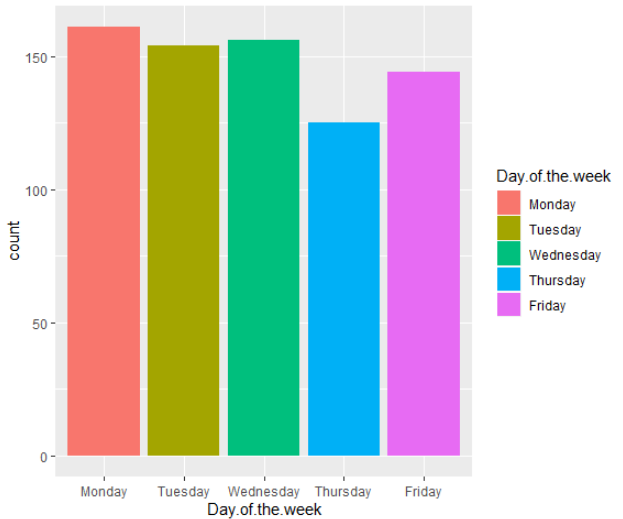 150
100
50
0
count
Monday Tuesday Wednesday Thursday Friday
Day.of.the.week
Day.of.the.week
Monday
Tuesday
Wednesday
Thursday
Friday